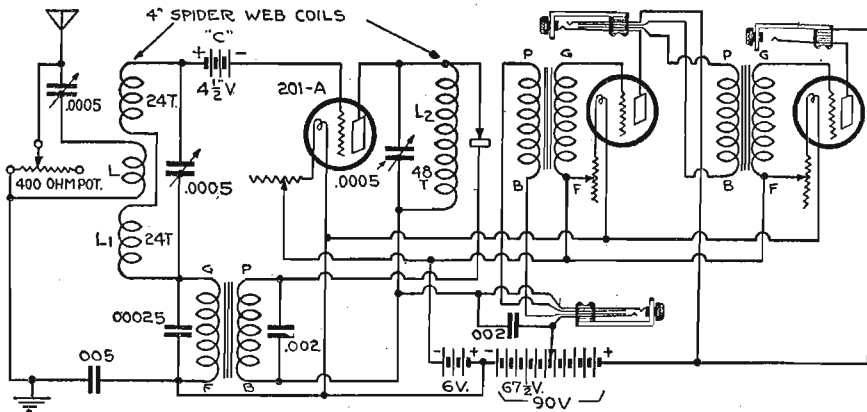 4" SPIDER WEB COILS
"C"
+ -
4½V.
201-A
P G
P G
.0005
24T.
L2
L
.0005
.0005
48
T
400 OHM POT.
B F
B F
L1
24T
G P
.00025
.002
.002
.005
F B
- + - +
6V.
67½V.
90V